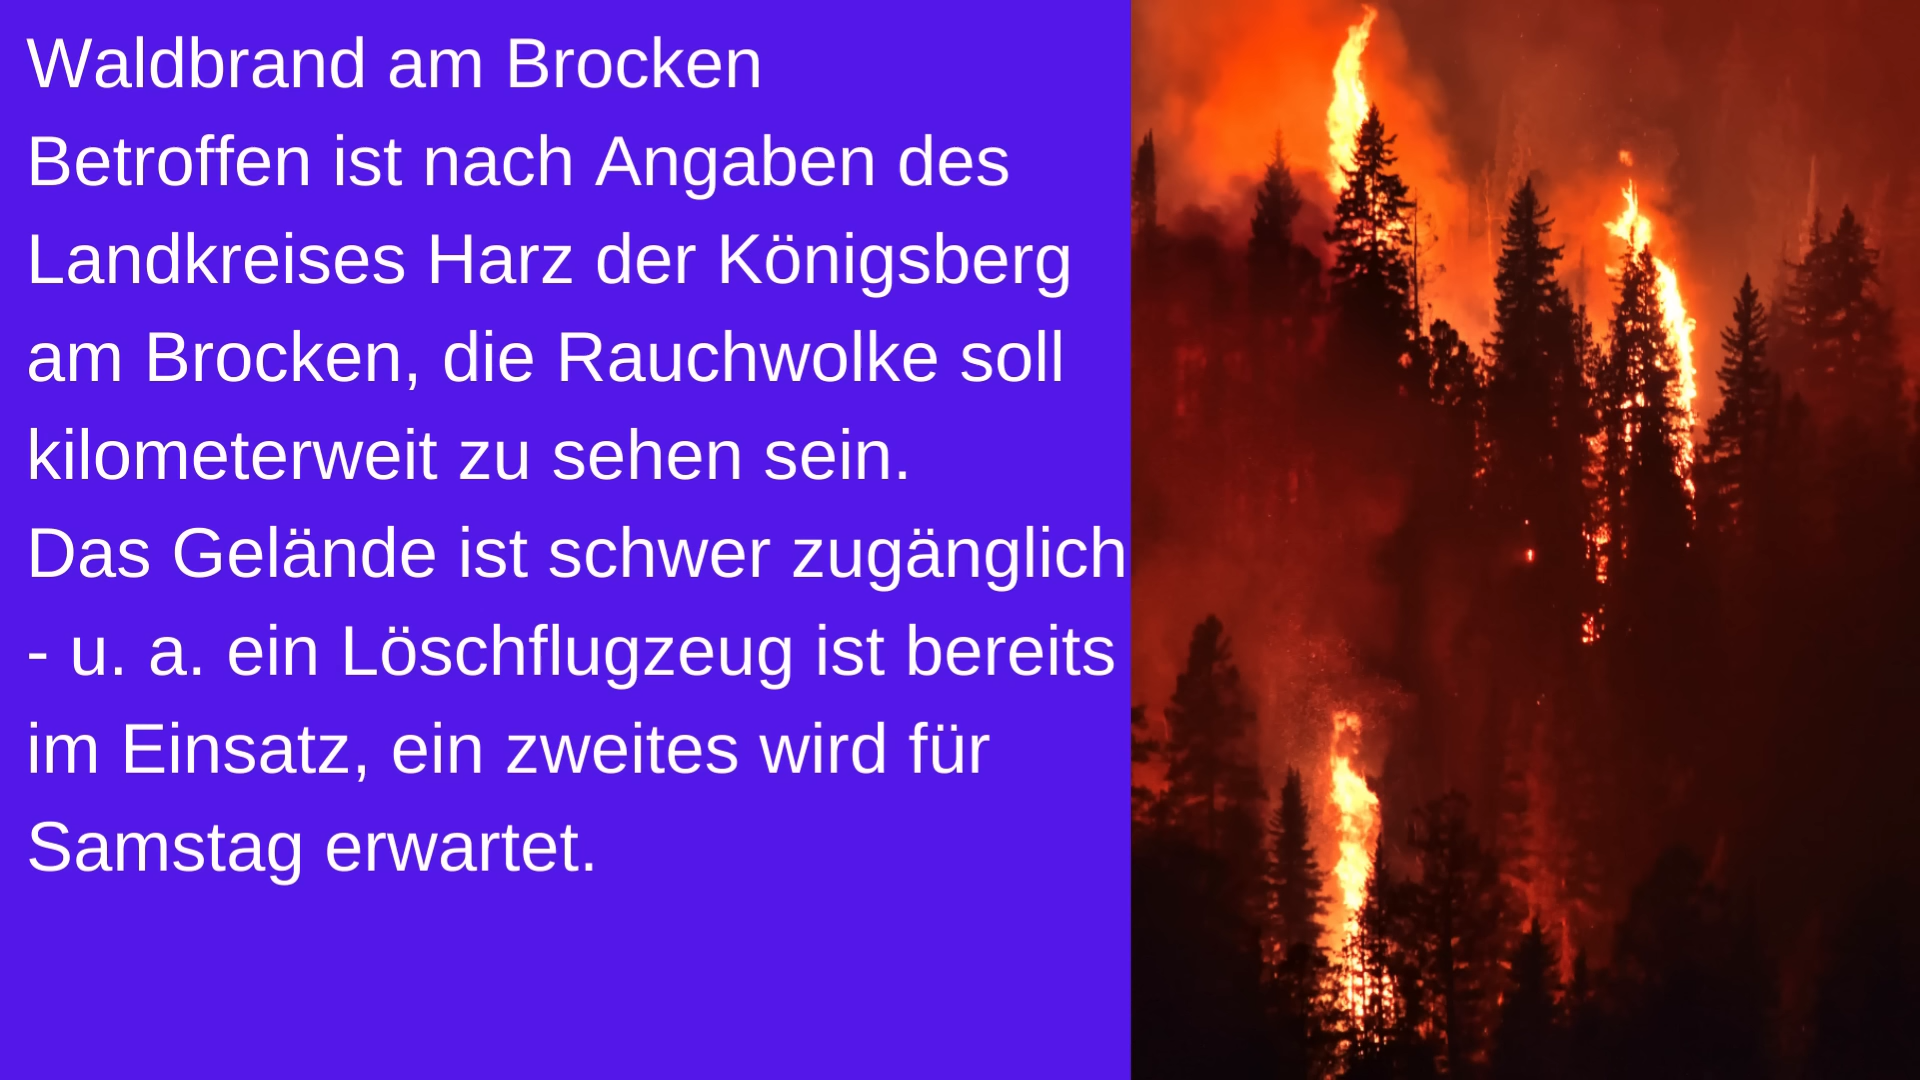 Waldbrand am Brocken
Betroffen ist nach Angaben des
Landkreises Harz der Königsberg
am Brocken, die Rauchwolke soll
kilometerweit zu sehen sein.
Das Gelände ist schwer zugänglich
- u. a. ein Löschflugzeug ist bereits
im Einsatz, ein zweites wird für
Samstag erwartet.